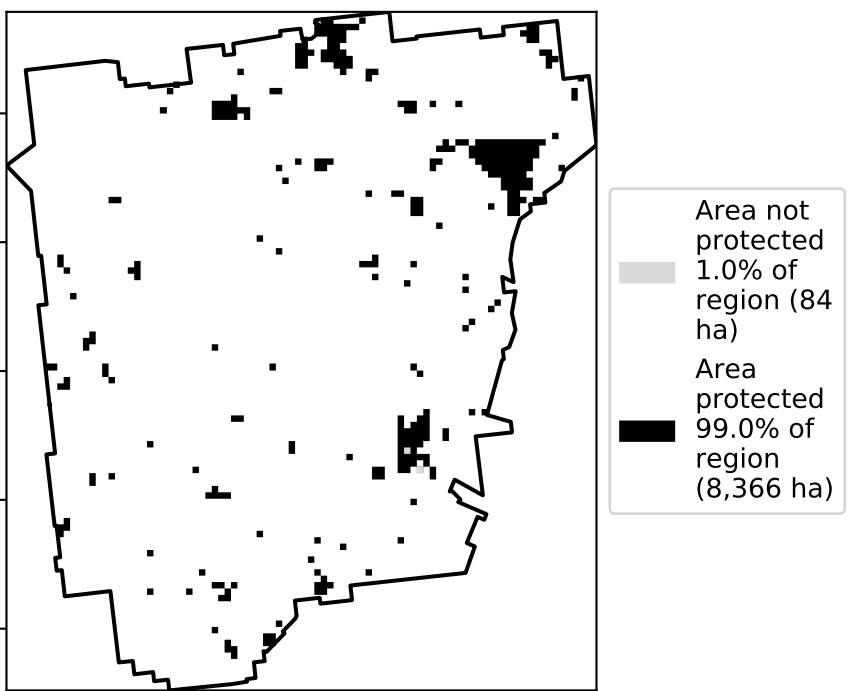 Area not
protected
1.0% of
region (84
ha)
Area
protected
99.0% of
region
(8,366 ha)